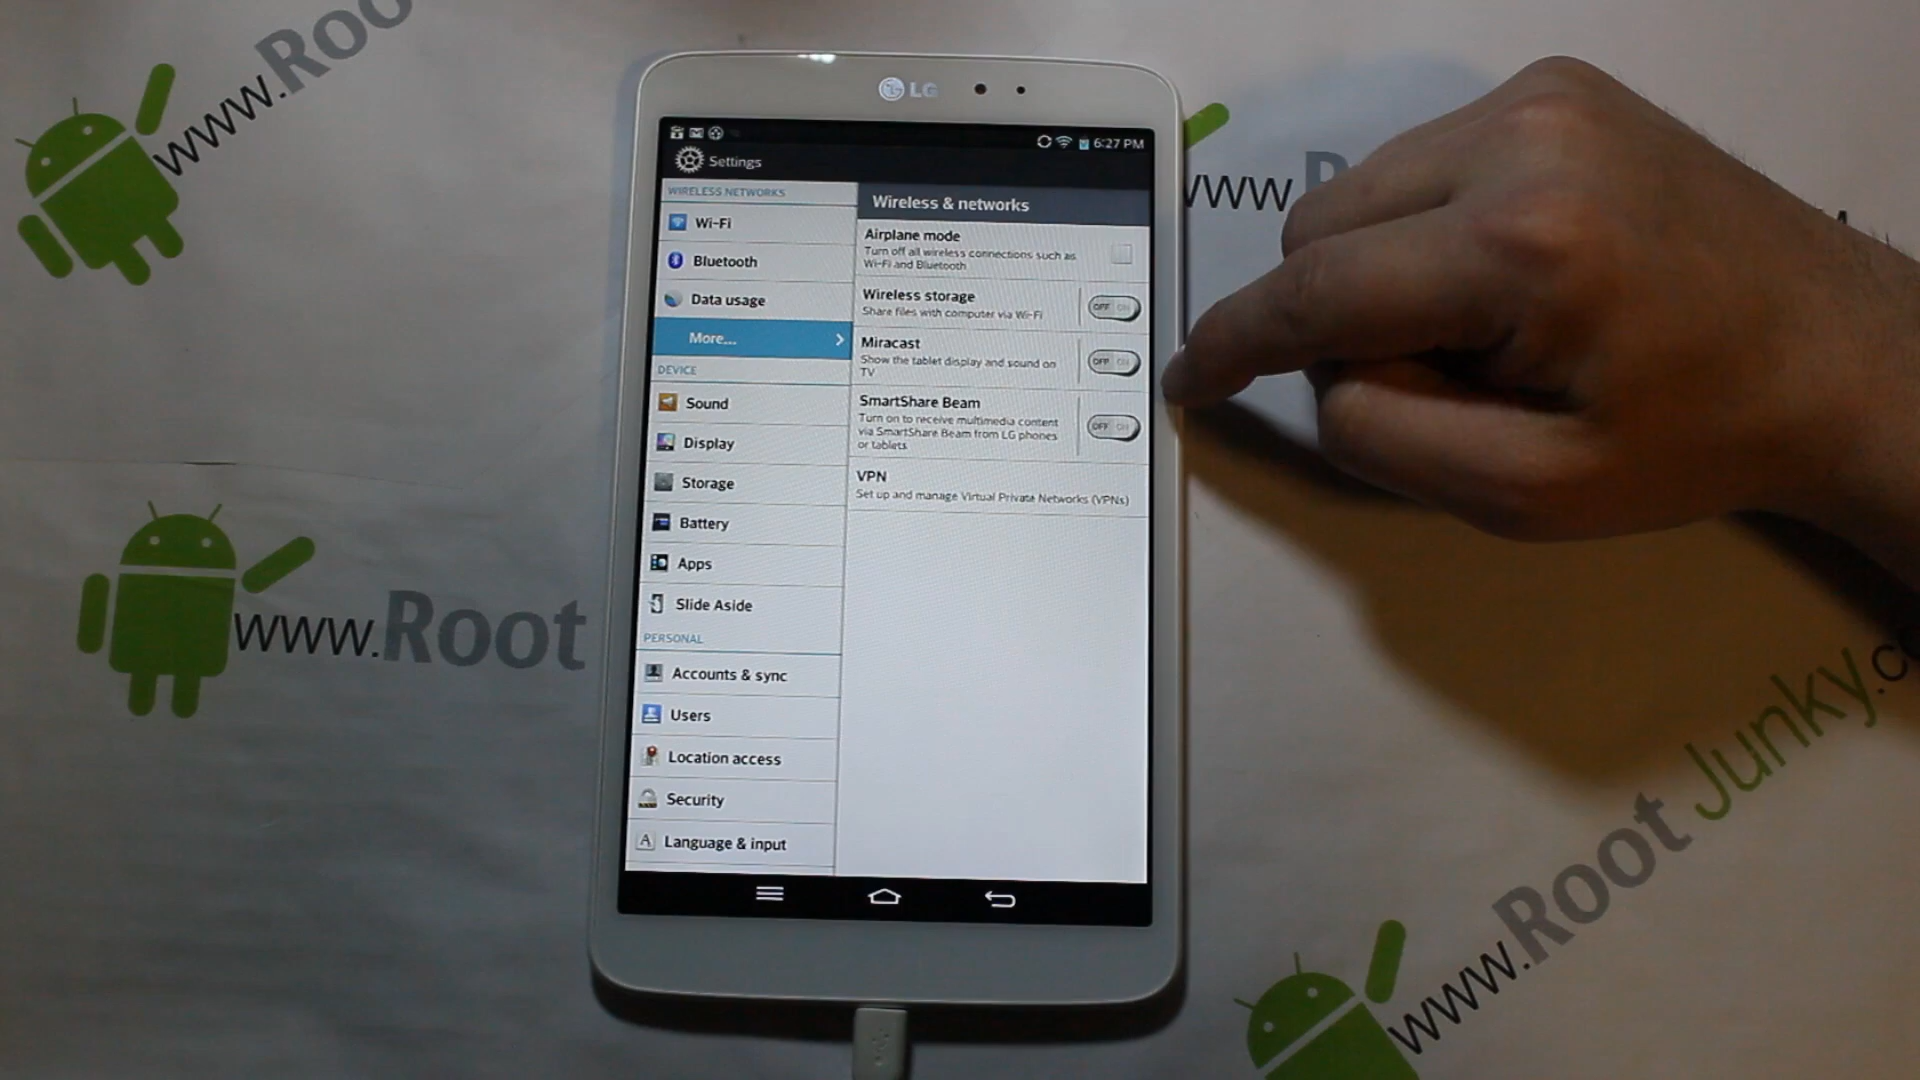 www.Roo
LG
6:27 PM
Settings
WIRELESS NETWORKS
Wi-Fi
Bluetooth
Data usage
More...
DEVICE
Sound
Display
Storage
Battery
Apps
Slide Aside
PERSONAL
Accounts & sync
Users
Location access
Security
Language & input
Wireless & networks
Airplane mode
Turn off all wireless connections such as
Wi-Fi and Bluetooth
Wireless storage
Share files with computer via Wi-Fi
OFF ON
Miracast
Show the tablet display and sound on
TV
OFF ON
SmartShare Beam
Turn on to receive multimedia content
via SmartShare Beam from LG phones
or tablets
OFF ON
VPN
Set up and manage Virtual Private Networks (VPNs)
www.R
www.Root
www.Root Junky.c